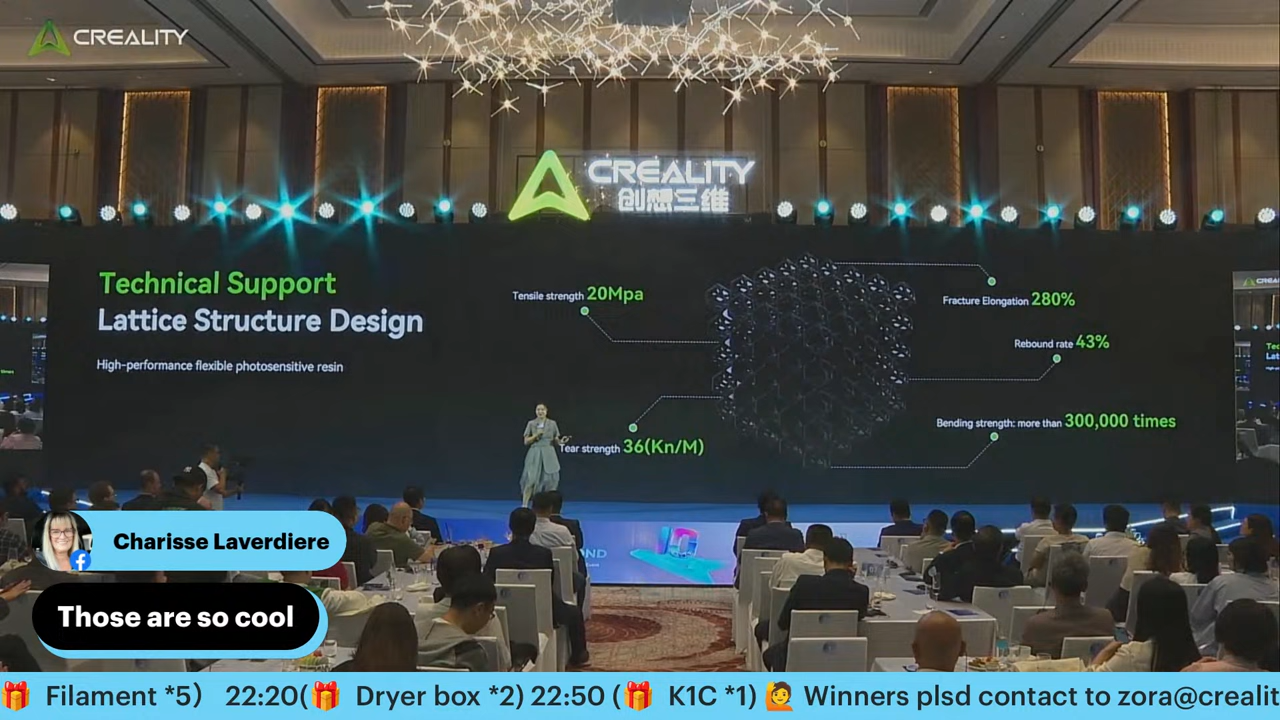 CREALITY
CREALITY
创想三维
Technical Support
Lattice Structure Design
High-performance flexible photosensitive resin
Tensile strength 20Mpa
Fracture Elongation 280%
Rebound rate 43%
Bending strength: more than 300,000 times
Tear strength 36(Kn/M)
Charisse Laverdiere
Those are so cool
🎁 Filament *5) 22:20(🎁 Dryer box *2) 22:50 (🎁 K1C *1) 🙋 Winners plsd contact to zora@crealit